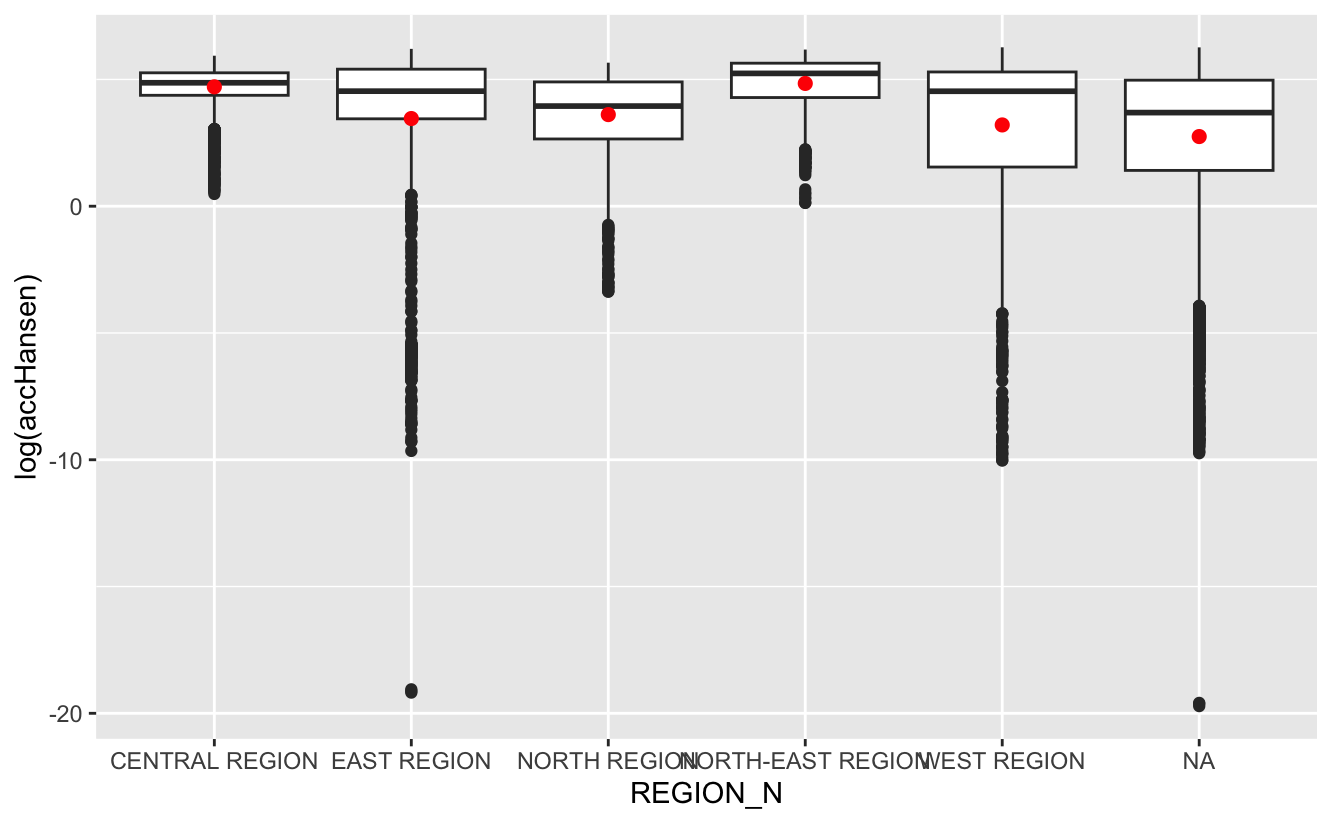 log(accHansen)
0
-10
-20
CENTRAL REGION EAST REGION NORTH REGION NORTH-EAST REGION WEST REGION NA
REGION_N